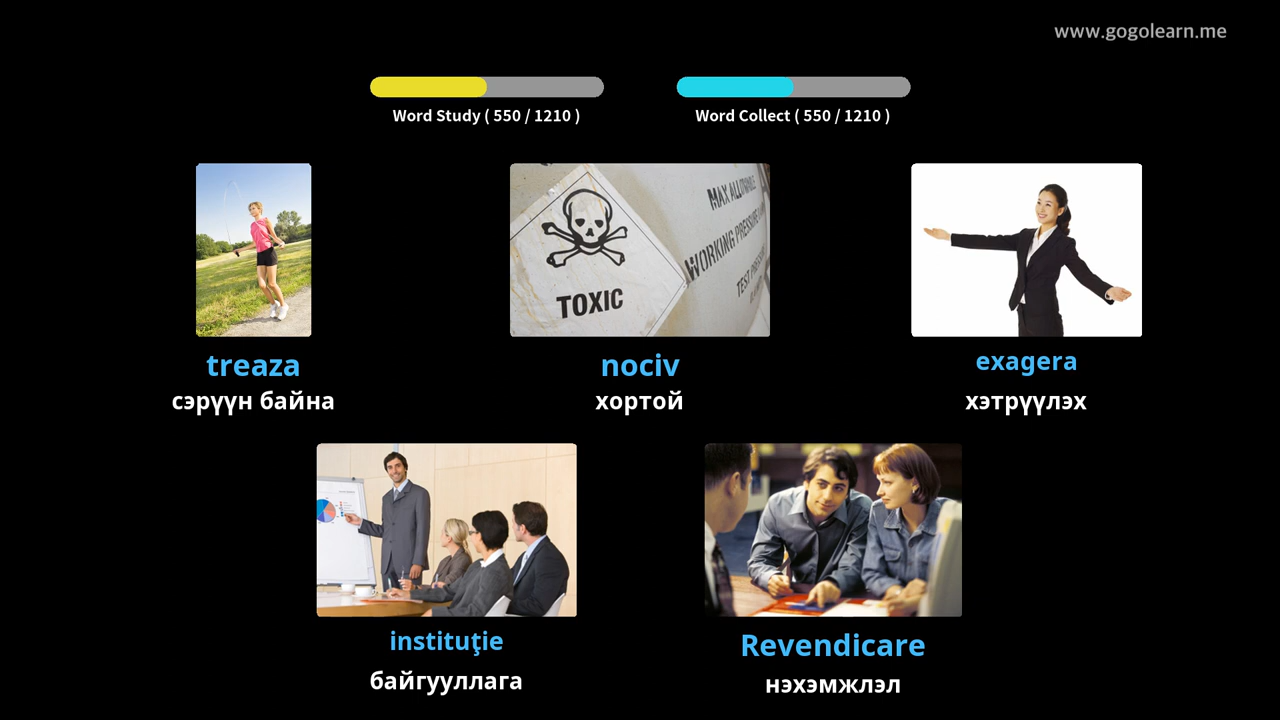 www.gogolearn.me
Word Study ( 550 / 1210 )
Word Collect ( 550 / 1210 )
TOXIC
MAX ALLOWABLE
WORKING PRESSURE
TEST
treaza
сэрүүн байна
nociv
хортой
exagera
хэтрүүлэх
instituţie
байгууллага
Revendicare
нэхэмжлэл